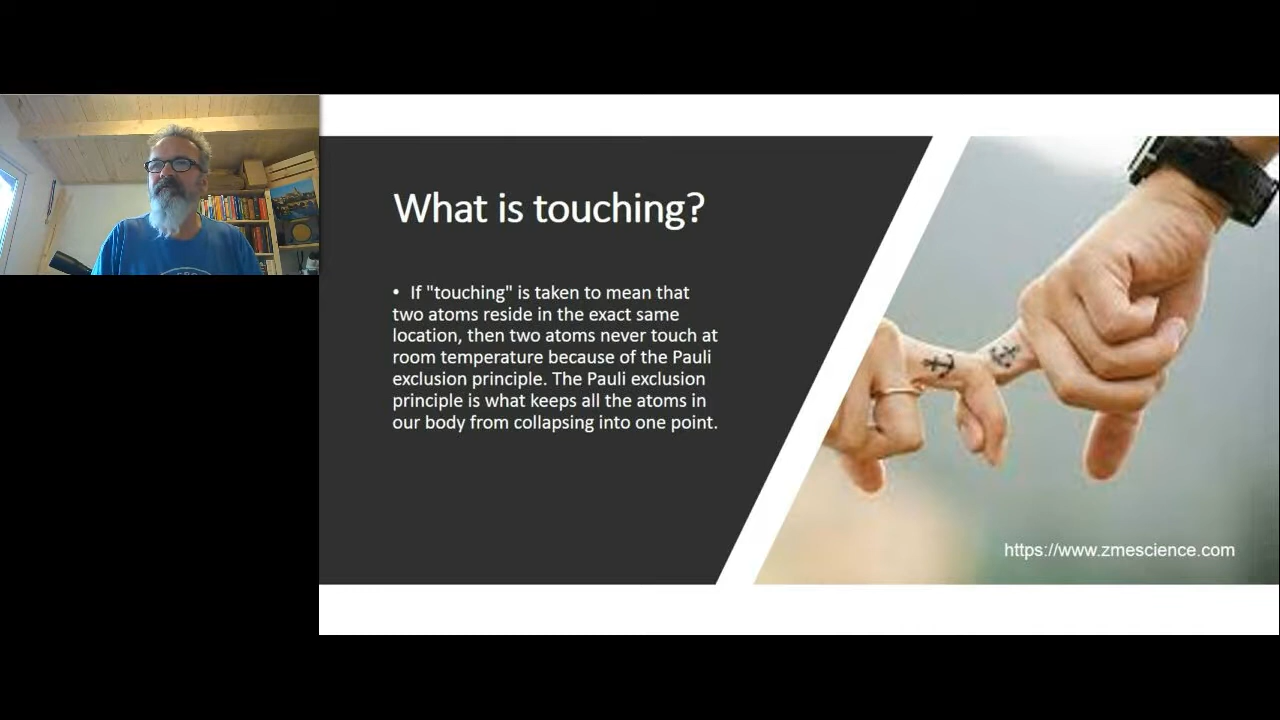 What is touching?
• If "touching" is taken to mean that
two atoms reside in the exact same
location, then two atoms never touch at
room temperature because of the Pauli
exclusion principle. The Pauli exclusion
principle is what keeps all the atoms in
our body from collapsing into one point.
https://www.zmescience.com